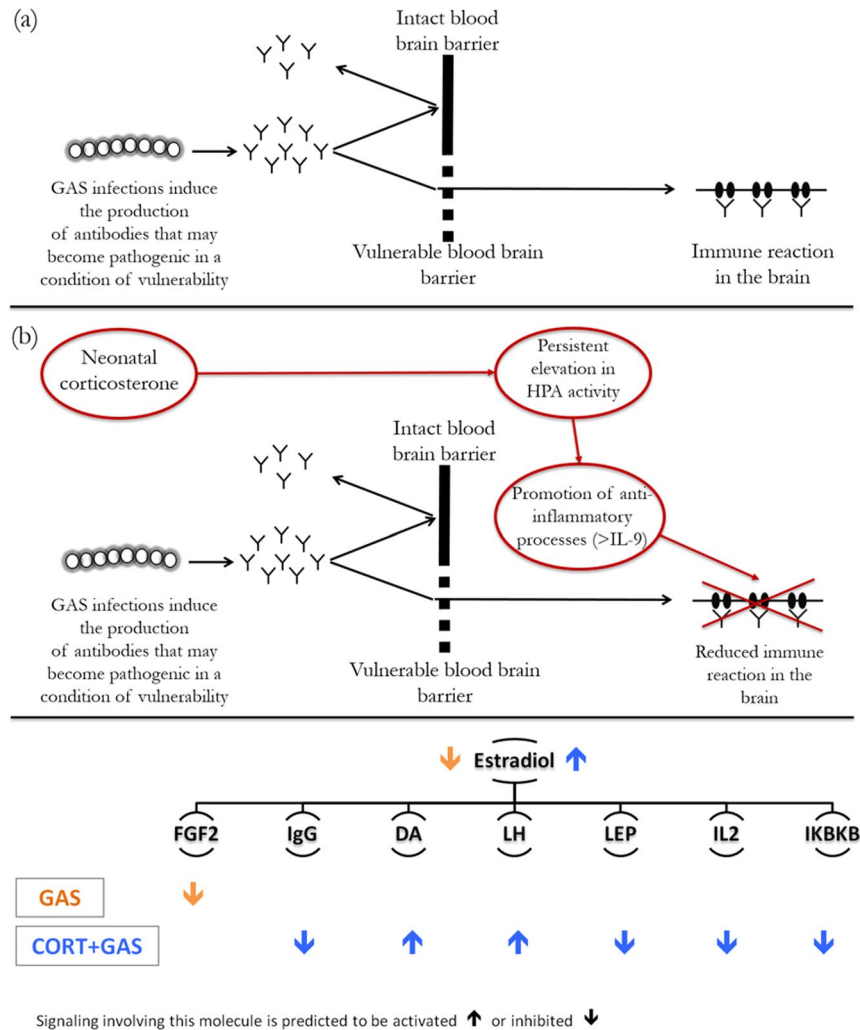 (a)
Intact blood
brain barrier
GAS infections induce
the production
of antibodies that may
become pathogenic in a
condition of vulnerability
Vulnerable blood brain
barrier
Immune reaction
in the brain
(b)
Neonatal
corticosterone
Persistent
elevation in
HPA activity
Intact blood
brain barrier
Promotion of anti-
inflammatory
processes (>IL-9)
GAS infections induce
the production
of antibodies that may
become pathogenic in a
condition of vulnerability
Vulnerable blood brain
barrier
Reduced immune
reaction in the
brain
Estradiol
FGF2 IgG DA LH LEP IL2 IKBKB
GAS
CORT+GAS
Signaling involving this molecule is predicted to be activated ↑ or inhibited ↓